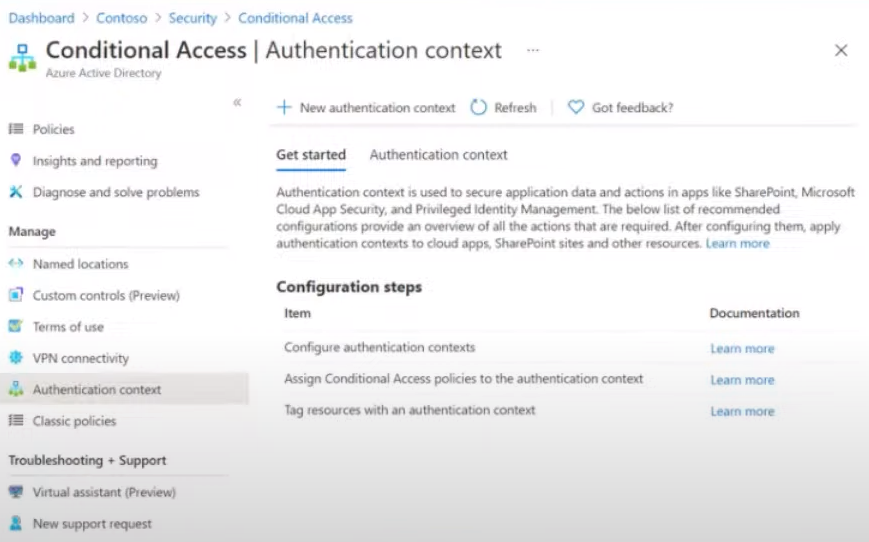 Dashboard > Contoso > Security > Conditional Access
Conditional Access | Authentication context ...
Azure Active Directory
«
Policies
Insights and reporting
Diagnose and solve problems
Manage
Named locations
Custom controls (Preview)
Terms of use
VPN connectivity
Authentication context
Classic policies
Troubleshooting + Support
Virtual assistant (Preview)
New support request
New authentication context Refresh | Got feedback?
Get started Authentication context
Authentication context is used to secure application data and actions in apps like SharePoint, Microsoft
Cloud App Security, and Privileged Identity Management. The below list of recommended
configurations provide an overview of all the actions that are required. After configuring them, apply
authentication contexts to cloud apps, SharePoint sites and other resources. Learn more
Configuration steps
Item Documentation
Configure authentication contexts Learn more
Assign Conditional Access policies to the authentication context Learn more
Tag resources with an authentication context Learn more